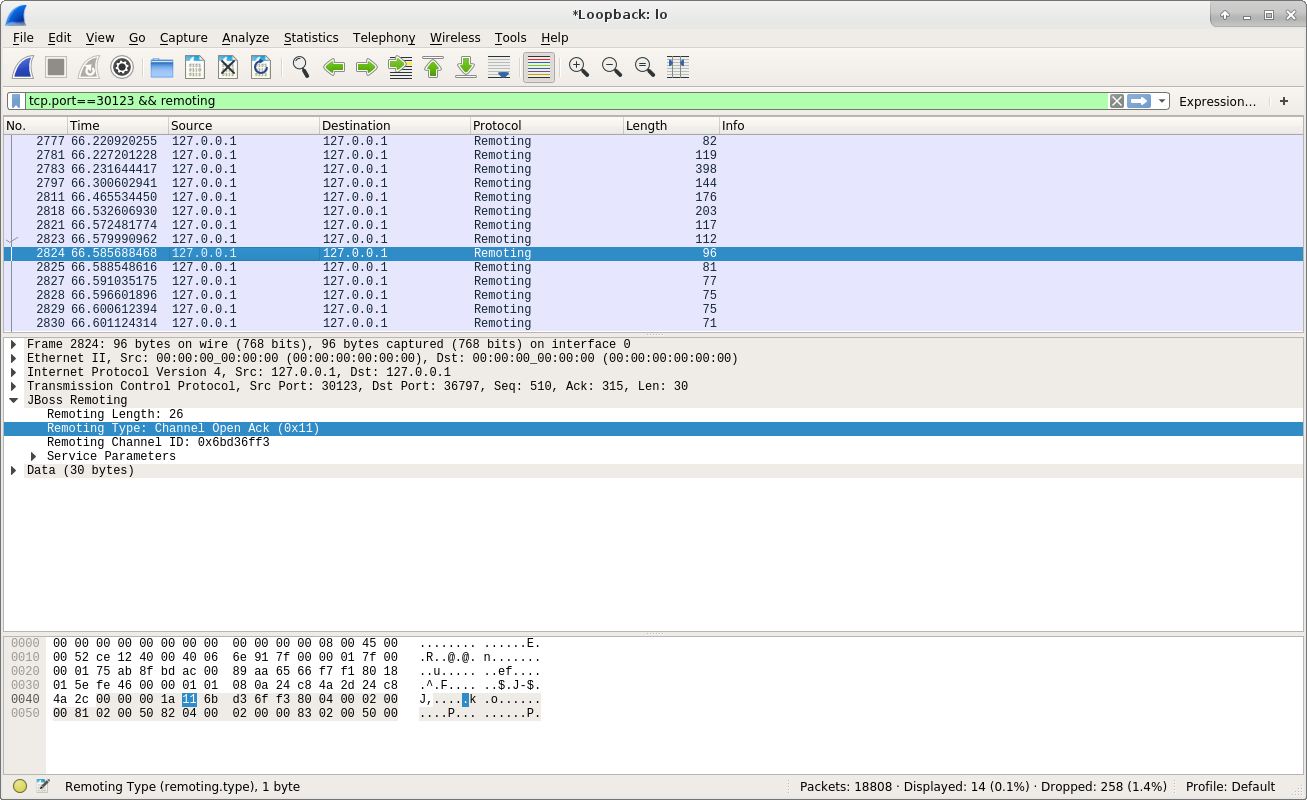 *Loopback: lo
File Edit View Go Capture Analyze Statistics Telephony Wireless Tools Help
tcp.port==30123 && remoting Expression… +
No. Time Source Destination Protocol Length Info
2777 66.220920255 127.0.0.1 127.0.0.1 Remoting 82
2781 66.227201228 127.0.0.1 127.0.0.1 Remoting 119
2783 66.231644417 127.0.0.1 127.0.0.1 Remoting 398
2797 66.300602941 127.0.0.1 127.0.0.1 Remoting 144
2811 66.465534450 127.0.0.1 127.0.0.1 Remoting 176
2818 66.532606930 127.0.0.1 127.0.0.1 Remoting 203
2821 66.572481774 127.0.0.1 127.0.0.1 Remoting 117
2823 66.579990962 127.0.0.1 127.0.0.1 Remoting 112
2824 66.585688468 127.0.0.1 127.0.0.1 Remoting 96
2825 66.588548616 127.0.0.1 127.0.0.1 Remoting 81
2827 66.591035175 127.0.0.1 127.0.0.1 Remoting 77
2828 66.596601896 127.0.0.1 127.0.0.1 Remoting 75
2829 66.600612394 127.0.0.1 127.0.0.1 Remoting 75
2830 66.601124314 127.0.0.1 127.0.0.1 Remoting 71
Frame 2824: 96 bytes on wire (768 bits), 96 bytes captured (768 bits) on interface 0
Ethernet II, Src: 00:00:00_00:00:00 (00:00:00:00:00:00), Dst: 00:00:00_00:00:00 (00:00:00:00:00:00)
Internet Protocol Version 4, Src: 127.0.0.1, Dst: 127.0.0.1
Transmission Control Protocol, Src Port: 30123, Dst Port: 36797, Seq: 510, Ack: 315, Len: 30
JBoss Remoting
Remoting Length: 26
Remoting Type: Channel Open Ack (0x11)
Remoting Channel ID: 0x6bd36ff3
Service Parameters
Data (30 bytes)
0000 00 00 00 00 00 00 00 00 00 00 00 00 08 00 45 00 ........ ......E.
0010 00 52 ce 12 40 00 40 06 6e 91 7f 00 00 01 7f 00 .R..@.@. n.......
0020 00 01 75 ab 8f bd ac 00 89 aa 65 66 f7 f1 80 18 ..u..... ..ef....
0030 01 5e fe 46 00 00 01 01 08 0a 24 c8 4a 2d 24 c8 .^.F.... ..$.J-$.
0040 4a 2c 00 00 00 1a 11 6b d3 6f f3 80 04 00 02 00 J,.....k .o......
0050 00 81 02 00 50 82 04 00 02 00 00 83 02 00 50 00 ....P... ......P.
Remoting Type (remoting.type), 1 byte Packets: 18808 · Displayed: 14 (0.1%) · Dropped: 258 (1.4%) Profile: Default